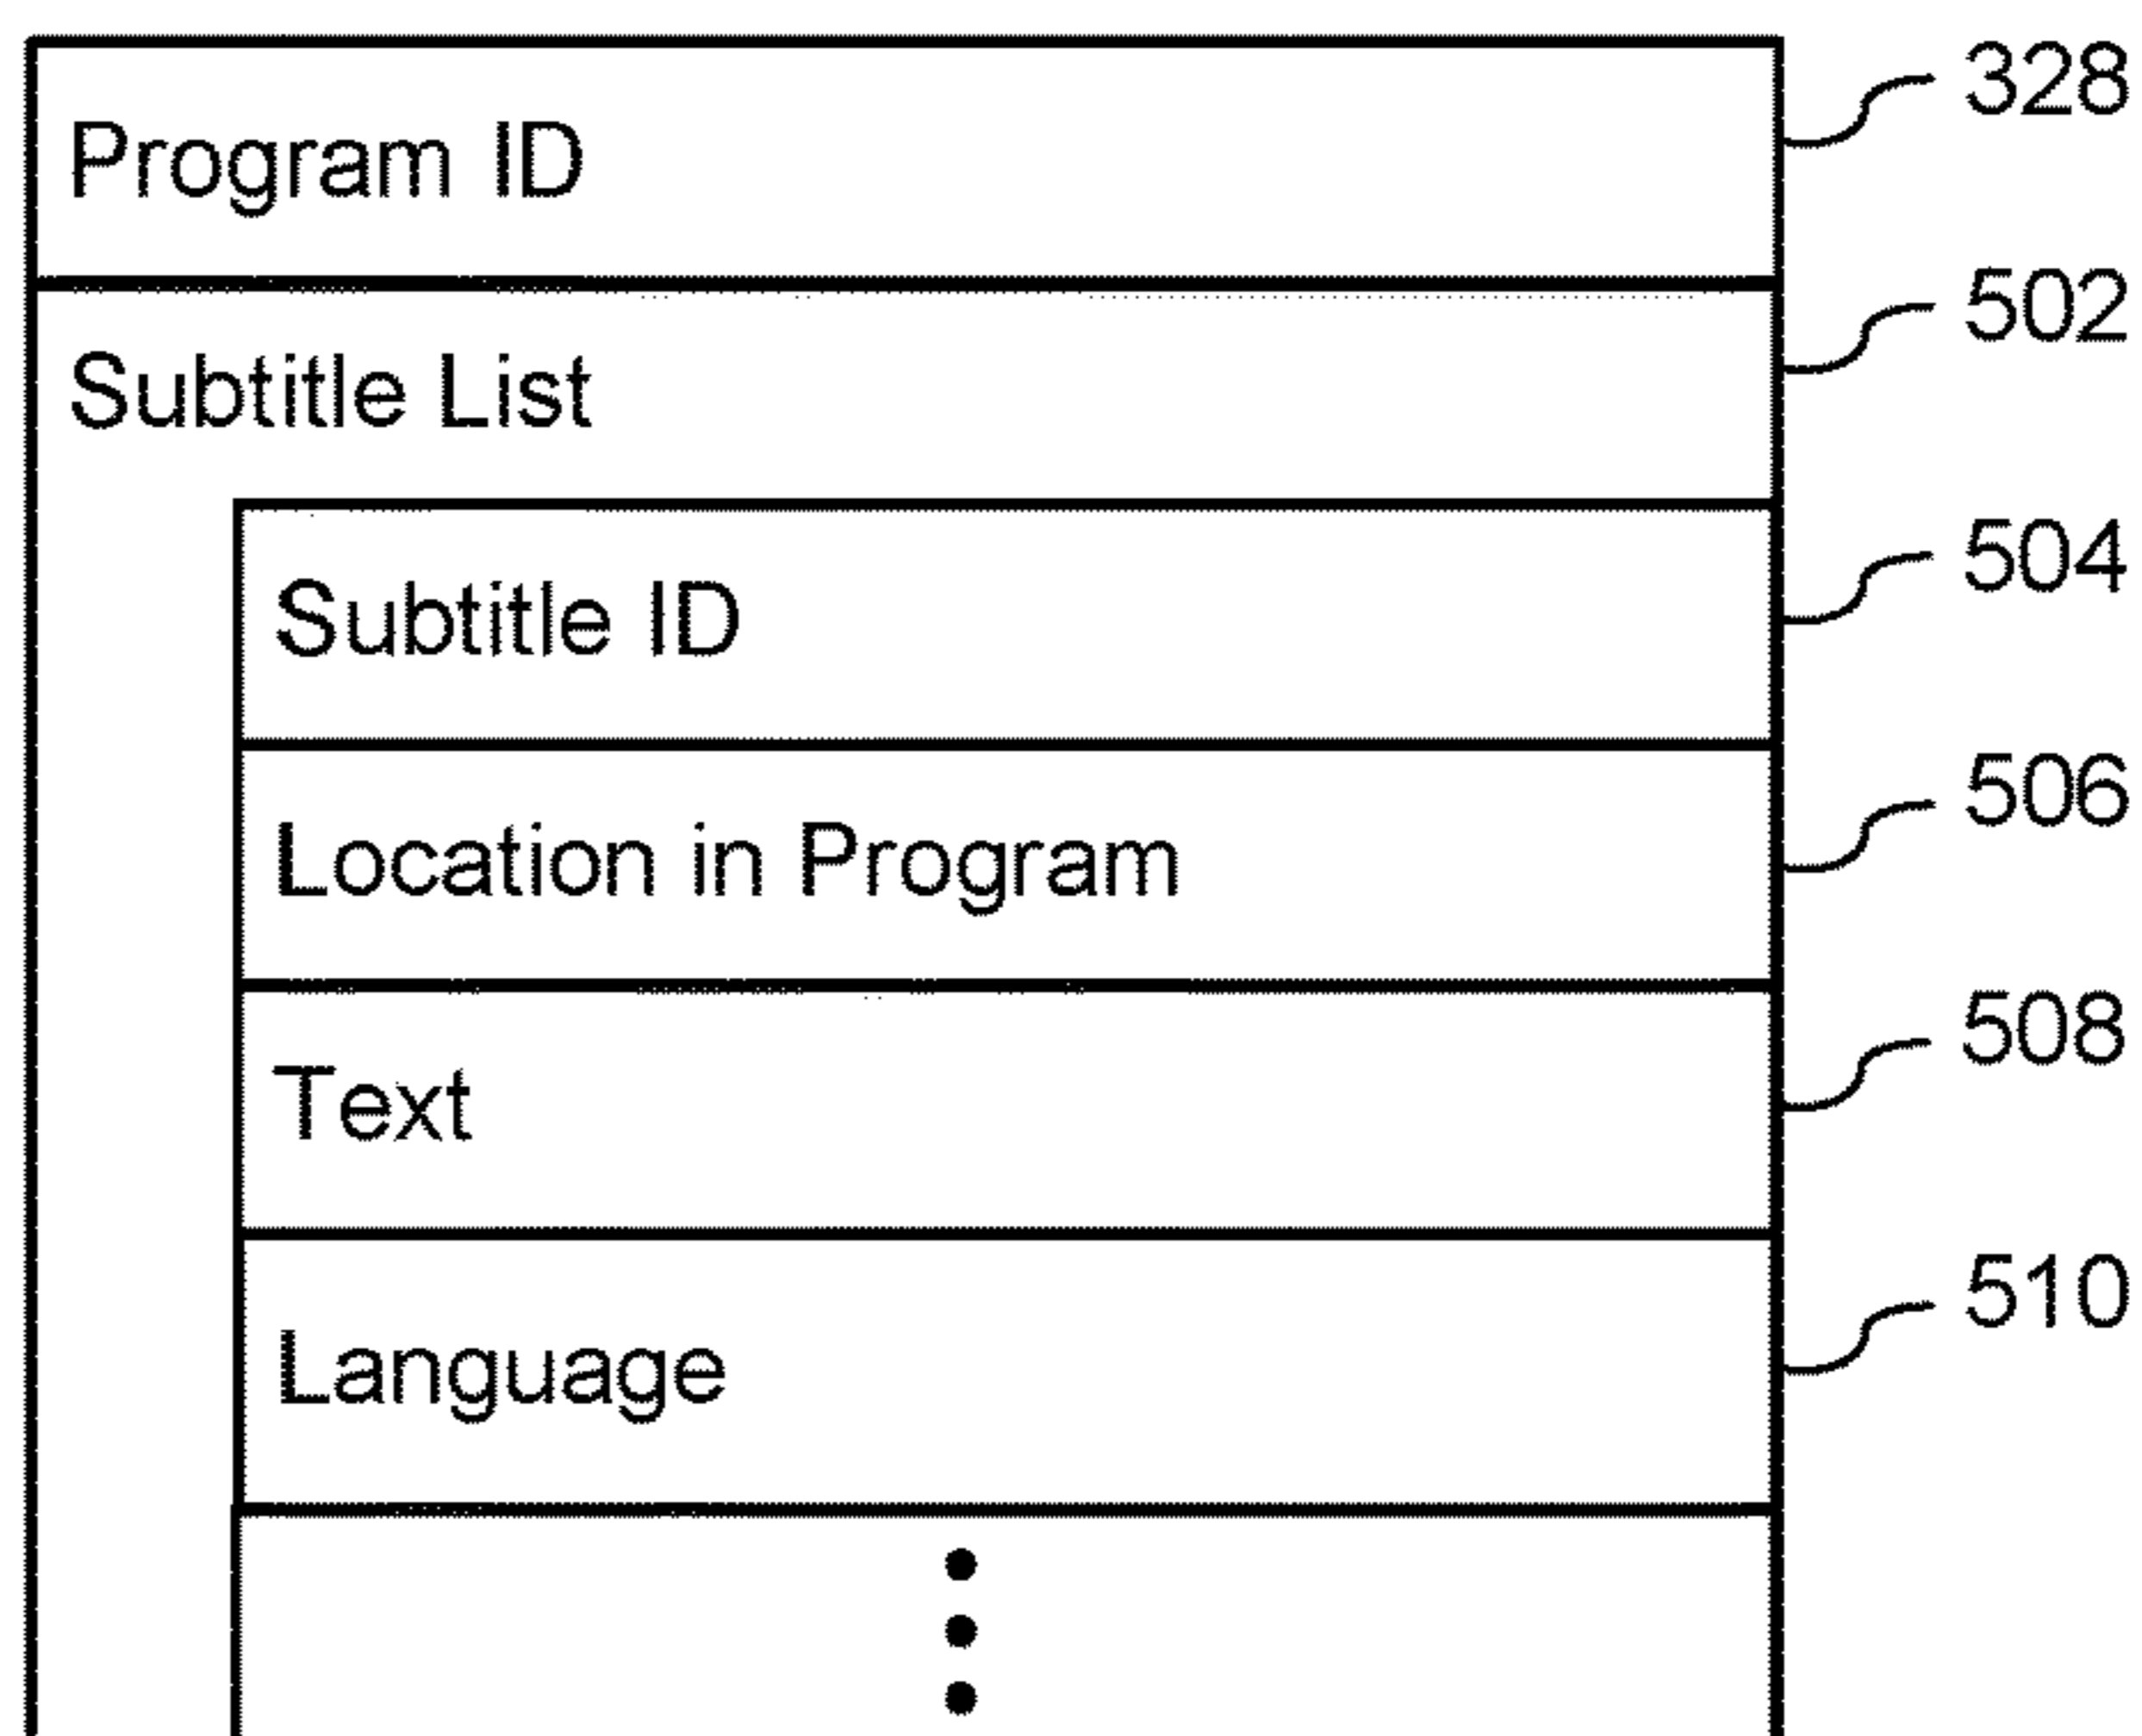 Program ID 328
Subtitle List 502
Subtitle ID 504
Location in Program 506
Text 508
Language 510